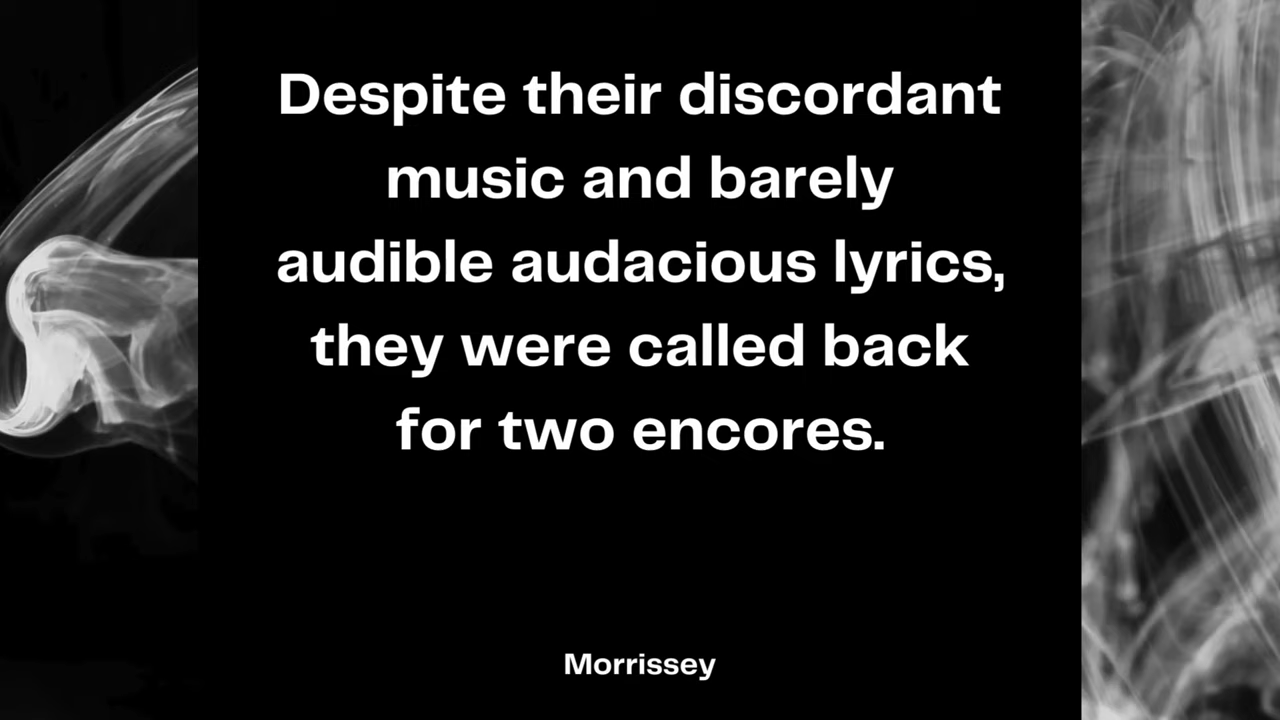 Despite their discordant
music and barely
audible audacious lyrics,
they were called back
for two encores.
Morrissey